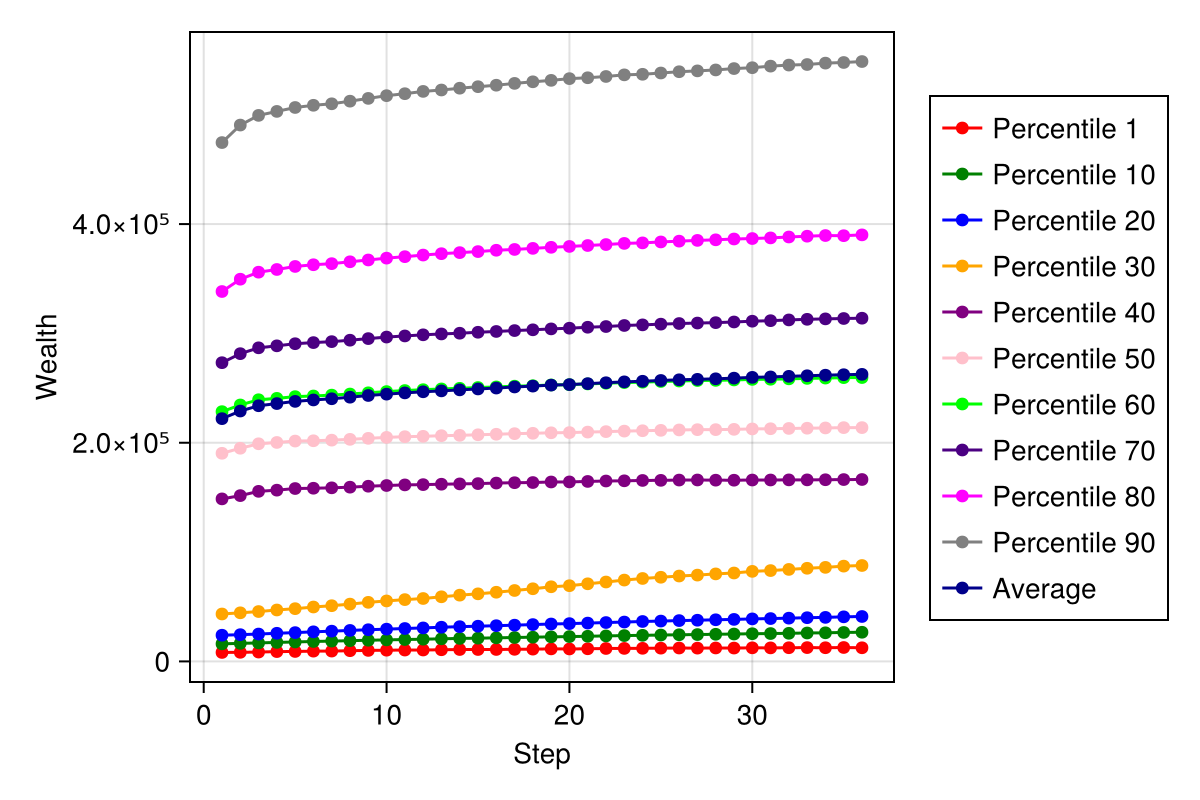 Wealth
4.0×10⁵
2.0×10⁵
0
0 10 20 30
Step
Percentile 1
Percentile 10
Percentile 20
Percentile 30
Percentile 40
Percentile 50
Percentile 60
Percentile 70
Percentile 80
Percentile 90
Average